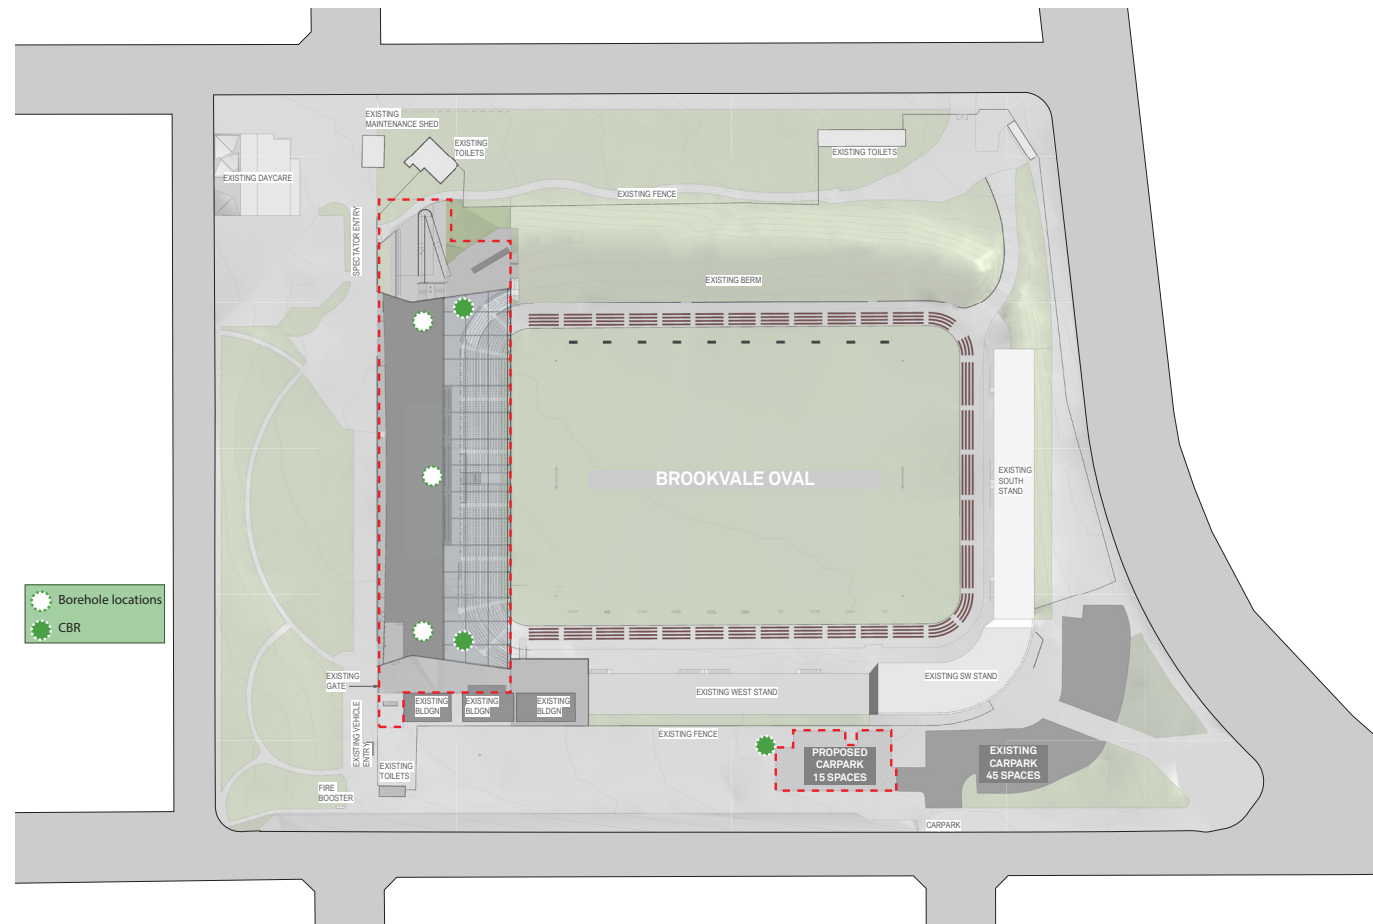 EXISTING
MAINTENANCE SHED
EXISTING
TOILETS
EXISTING TOILETS
EXISTING DAYCARE
EXISTING FENCE
SPECTATOR ENTRY
EXISTING BERM
BROOKVALE OVAL
EXISTING
SOUTH
STAND
Borehole locations
CBR
EXISTING
GATE
EXISTING
BLDGN
EXISTING
BLDGN
EXISTING
BLDGN
EXISTING WEST STAND
EXISTING SW STAND
EXISTING VEHICLE
ENTRY
EXISTING FENCE
EXISTING
TOILETS
PROPOSED
CARPARK
15 SPACES
EXISTING
CARPARK
45 SPACES
FIRE
BOOSTER
CARPARK